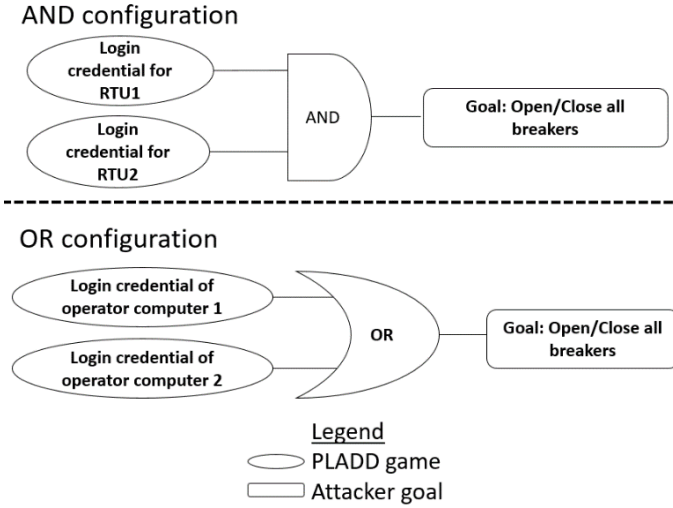 AND configuration
Login
credential for
RTU1
AND
Goal: Open/Close all
breakers
Login
credential for
RTU2
OR configuration
Login credential of
operator computer 1
OR
Goal: Open/Close all
breakers
Login credential of
operator computer 2
Legend
PLADD game
Attacker goal